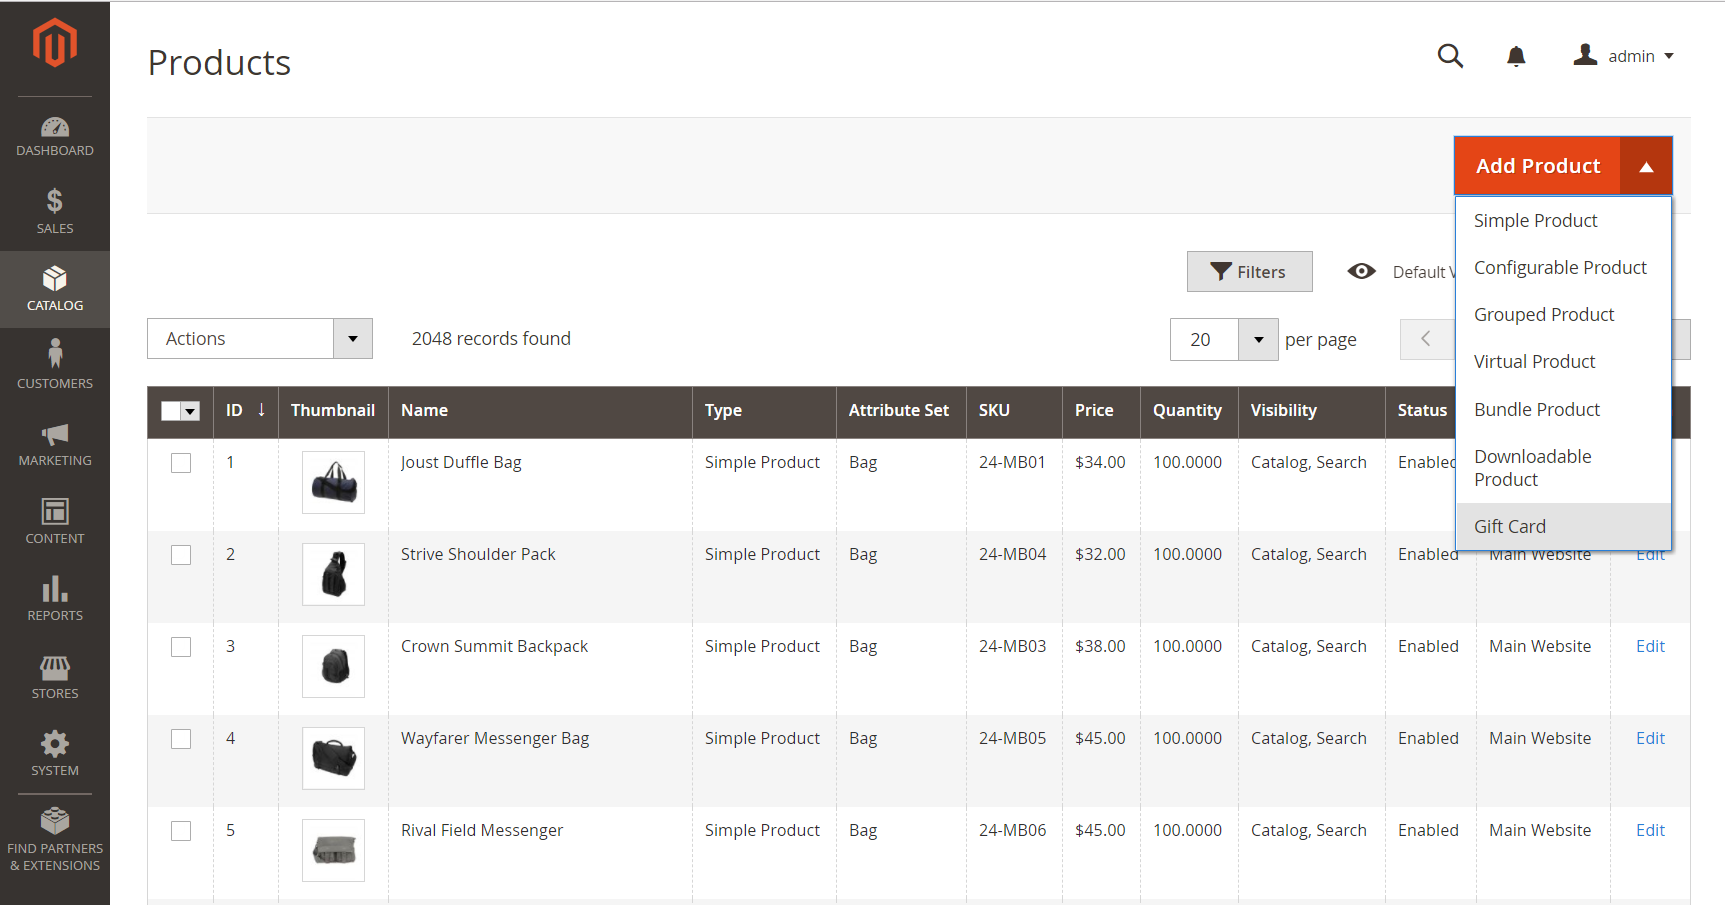 Products
admin
DASHBOARD
SALES
CATALOG
CUSTOMERS
MARKETING
CONTENT
REPORTS
STORES
SYSTEM
FIND PARTNERS
& EXTENSIONS
Add Product
Simple Product
Configurable Product
Grouped Product
Virtual Product
Bundle Product
Downloadable
Product
Gift Card
Filters
Default
Actions
2048 records found
20 per page
ID ↓ Thumbnail Name Type Attribute Set SKU Price Quantity Visibility Status
1 Joust Duffle Bag Simple Product Bag 24-MB01 $34.00 100.0000 Catalog, Search Enabled
2 Strive Shoulder Pack Simple Product Bag 24-MB04 $32.00 100.0000 Catalog, Search Enabled Main Website Edit
3 Crown Summit Backpack Simple Product Bag 24-MB03 $38.00 100.0000 Catalog, Search Enabled Main Website Edit
4 Wayfarer Messenger Bag Simple Product Bag 24-MB05 $45.00 100.0000 Catalog, Search Enabled Main Website Edit
5 Rival Field Messenger Simple Product Bag 24-MB06 $45.00 100.0000 Catalog, Search Enabled Main Website Edit